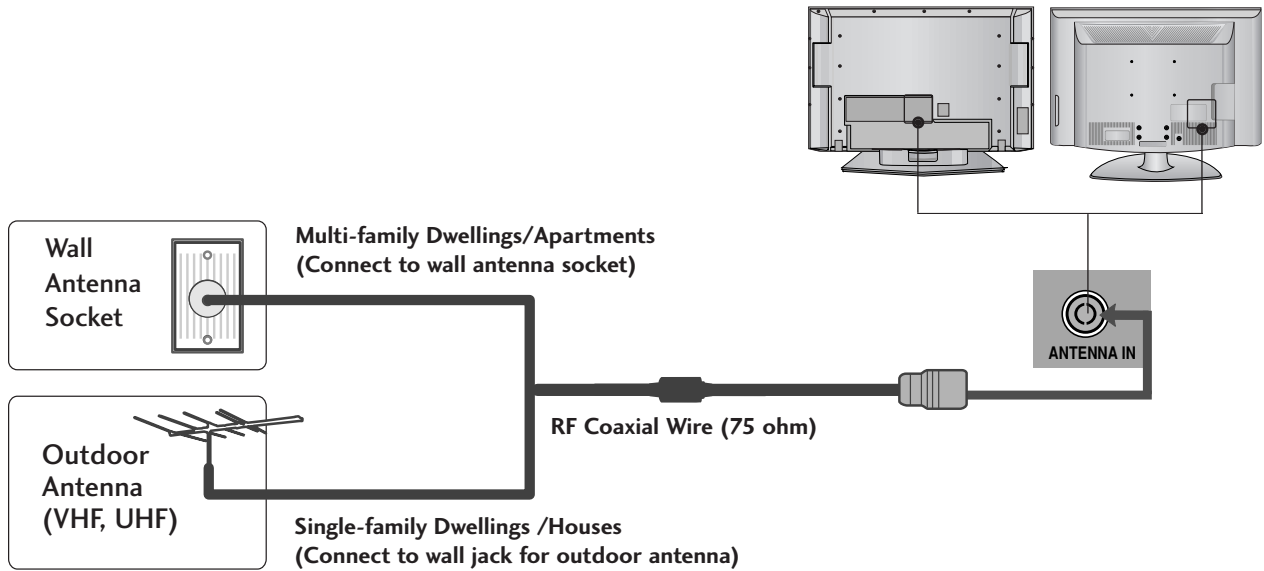 Wall
Antenna
Socket
Multi-family Dwellings/Apartments
(Connect to wall antenna socket)
ANTENNA IN
RF Coaxial Wire (75 ohm)
Outdoor
Antenna
(VHF, UHF)
Single-family Dwellings /Houses
(Connect to wall jack for outdoor antenna)